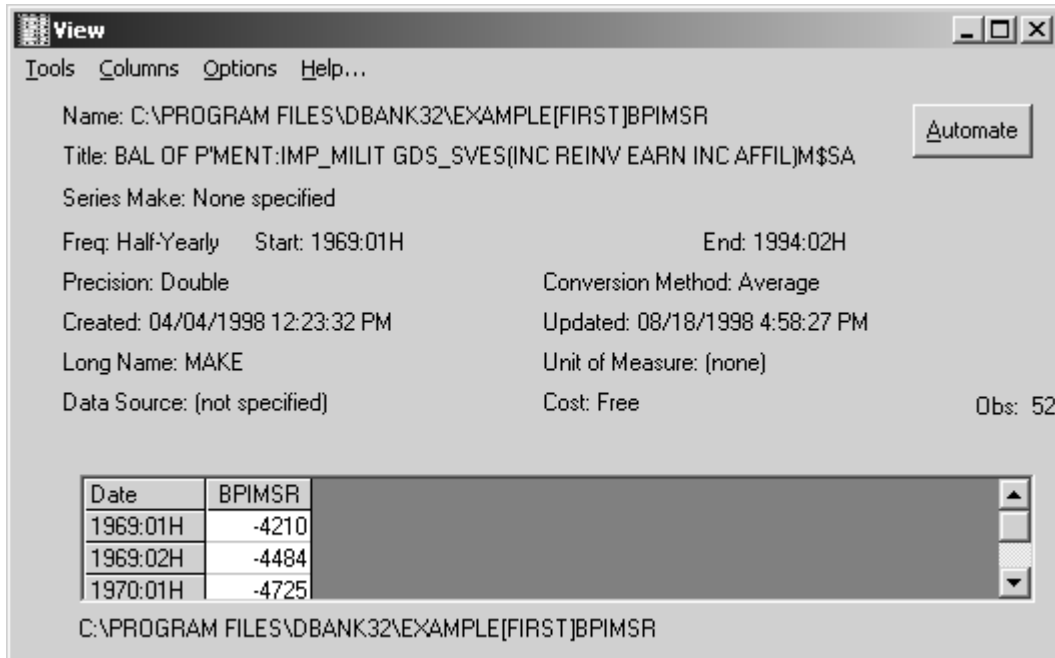 View
Tools Columns Options Help...
Name: C:\PROGRAM FILES\DBANK32\EXAMPLE[FIRST]BPIMSR
Automate
Title: BAL OF P'MENT:IMP_MILIT GDS_SVES(INC REINV EARN INC AFFIL)M$SA
Series Make: None specified
Freq: Half-Yearly Start: 1969:01H End: 1994:02H
Precision: Double Conversion Method: Average
Created: 04/04/1998 12:23:32 PM Updated: 08/18/1998 4:58:27 PM
Long Name: MAKE Unit of Measure: (none)
Data Source: (not specified) Cost: Free Obs: 52
Date BPIMSR
1969:01H -4210
1969:02H -4484
1970:01H -4725
C:\PROGRAM FILES\DBANK32\EXAMPLE[FIRST]BPIMSR